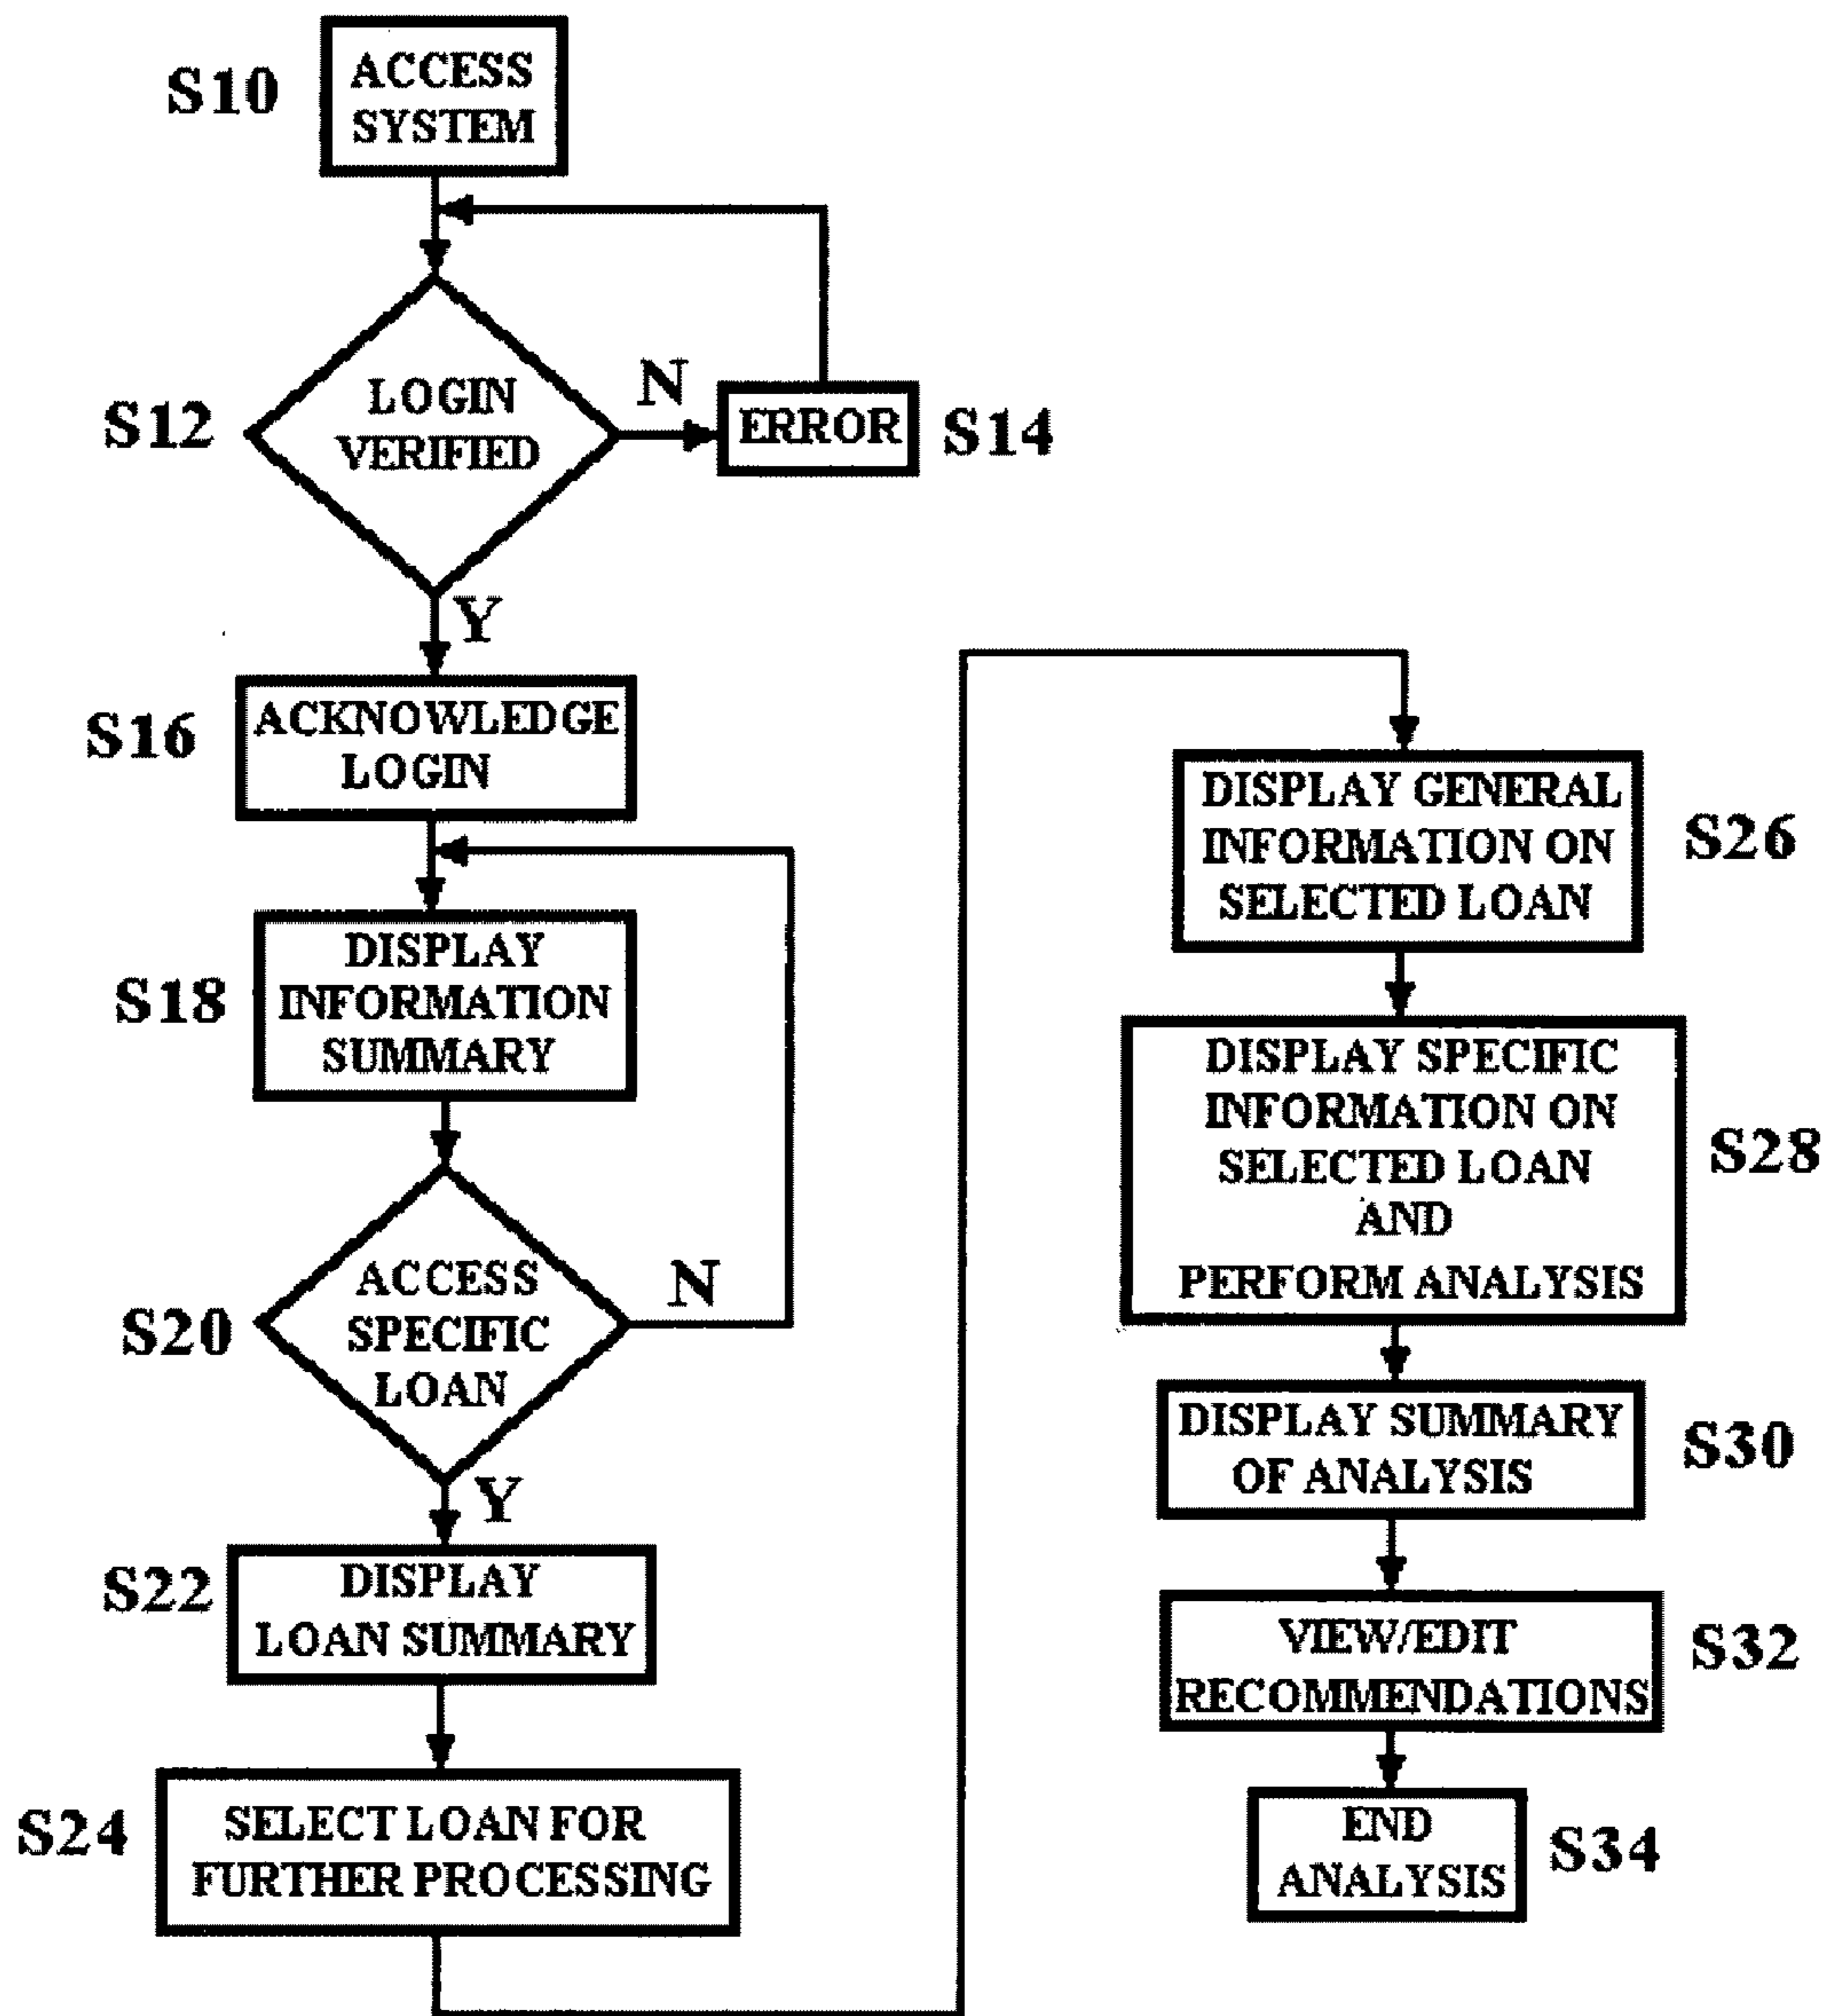 S10
ACCESS
SYSTEM
S12
LOGIN
VERIFIED
N
ERROR
S14
Y
S16
ACKNOWLEDGE
LOGIN
S18
DISPLAY
INFORMATION
SUMMARY
S20
ACCESS
SPECIFIC
LOAN
N
Y
S22
DISPLAY
LOAN SUMMARY
S24
SELECT LOAN FOR
FURTHER PROCESSING
DISPLAY GENERAL
INFORMATION ON
SELECTED LOAN
S26
DISPLAY SPECIFIC
INFORMATION ON
SELECTED LOAN
AND
PERFORM ANALYSIS
S28
DISPLAY SUMMARY
OF ANALYSIS
S30
VIEW/EDIT
RECOMMENDATIONS
S32
END
ANALYSIS
S34